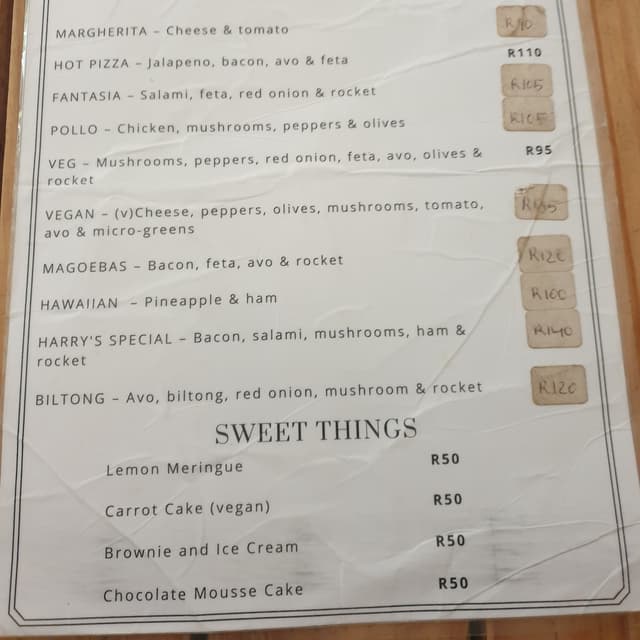 MARGHERITA – Cheese & tomato R90
HOT PIZZA – Jalapeno, bacon, avo & feta R110
FANTASIA – Salami, feta, red onion & rocket R105
POLLO – Chicken, mushrooms, peppers & olives R105
VEG – Mushrooms, peppers, red onion, feta, avo, olives & R95
rocket
VEGAN – (v)Cheese, peppers, olives, mushrooms, tomato,
avo & micro-greens
MAGOEBAS – Bacon, feta, avo & rocket
HAWAIIAN – Pineapple & ham R100
HARRY'S SPECIAL – Bacon, salami, mushrooms, ham & R140
rocket
BILTONG – Avo, biltong, red onion, mushroom & rocket R120
SWEET THINGS
Lemon Meringue R50
Carrot Cake (vegan) R50
Brownie and Ice Cream R50
Chocolate Mousse Cake R50